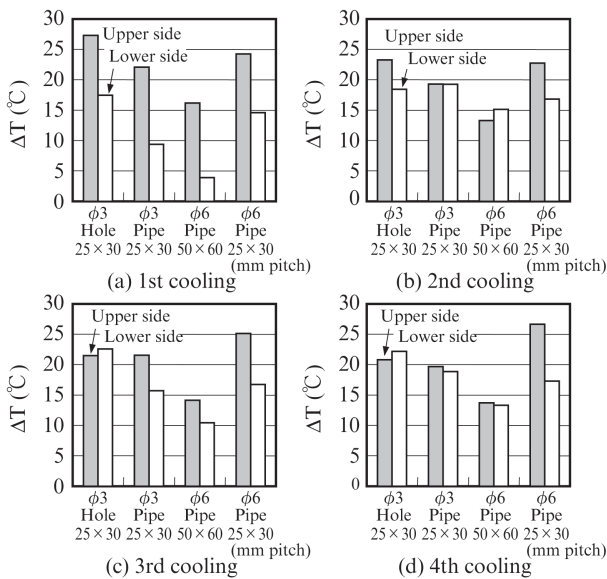 30
25
20
15
10
5
0
ΔT (℃)
Upper side
Lower side
ϕ3 ϕ3 ϕ6 ϕ6
Hole Pipe Pipe Pipe
25×30 25×30 50×60 25×30
(mm pitch)
(a) 1st cooling
30
25
20
15
10
5
0
ΔT (℃)
Upper side
Lower side
ϕ3 ϕ3 ϕ6 ϕ6
Hole Pipe Pipe Pipe
25×30 25×30 50×60 25×30
(mm pitch)
(b) 2nd cooling
30
25
20
15
10
5
0
ΔT (℃)
Upper side
Lower side
ϕ3 ϕ3 ϕ6 ϕ6
Hole Pipe Pipe Pipe
25×30 25×30 50×60 25×30
(mm pitch)
(c) 3rd cooling
30
25
20
15
10
5
0
ΔT (℃)
Upper side
Lower side
ϕ3 ϕ3 ϕ6 ϕ6
Hole Pipe Pipe Pipe
25×30 25×30 50×60 25×30
(mm pitch)
(d) 4th cooling